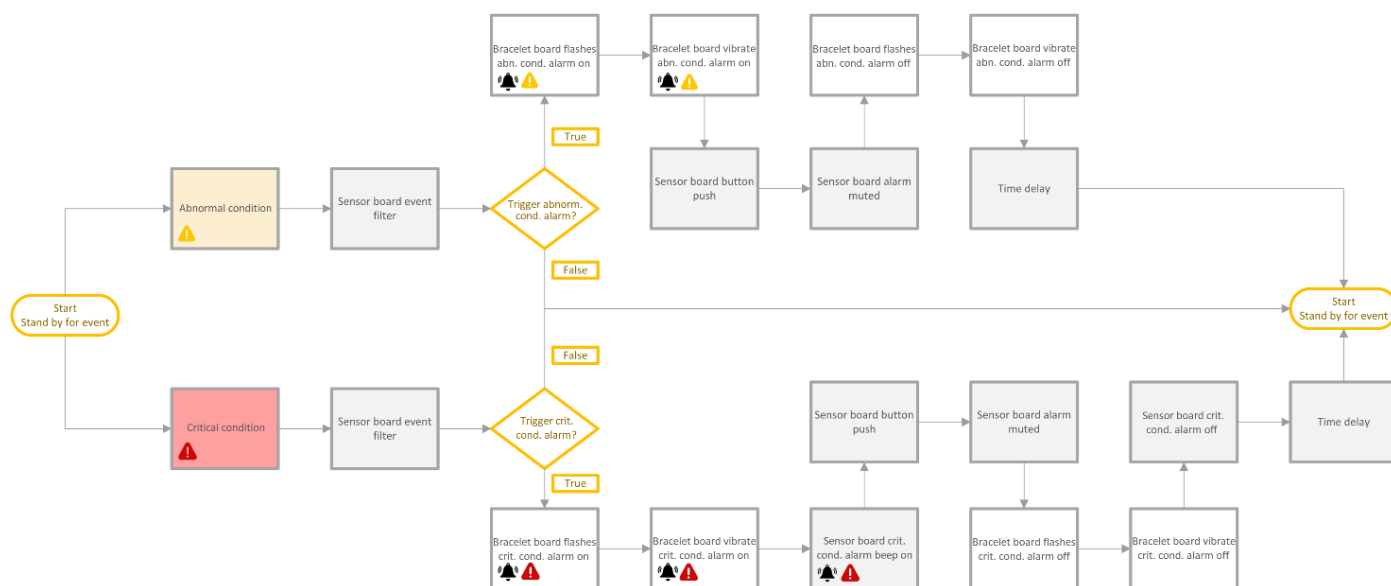 Bracelet board flashes
abn. cond. alarm on
Bracelet board vibrate
abn. cond. alarm on
Bracelet board flashes
abn. cond. alarm off
Bracelet board vibrate
abn. cond. alarm off
True
Abnormal condition
Sensor board event
filter
Trigger abnorm.
cond. alarm?
Sensor board button
push
Sensor board alarm
muted
Time delay
False
Start
Stand by for event
Start
Stand by for event
False
Critical condition
Sensor board event
filter
Trigger crit.
cond. alarm?
Sensor board button
push
Sensor board alarm
muted
Sensor board crit.
cond. alarm off
Time delay
True
Bracelet board flashes
crit. cond. alarm on
Bracelet board vibrate
crit. cond. alarm on
Sensor board crit.
cond. alarm beep on
Bracelet board flashes
crit. cond. alarm off
Bracelet board vibrate
crit. cond. alarm off